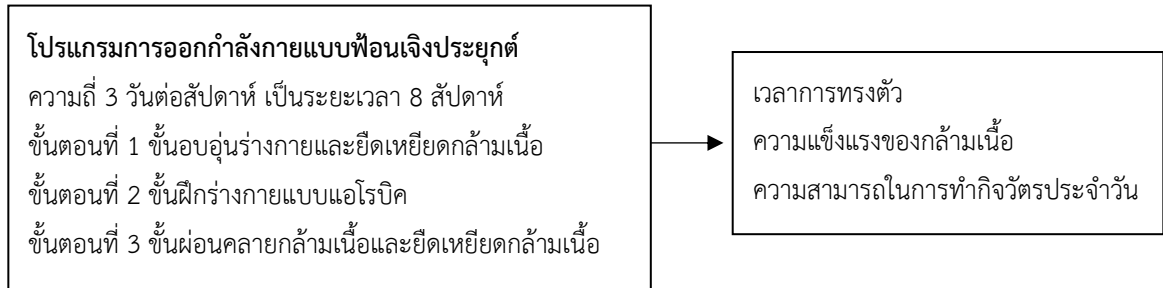 โปรแกรมการออกกำลังกายแบบฟ้อนเจิงประยุกต์
ความถี่ 3 วันต่อสัปดาห์ เป็นระยะเวลา 8 สัปดาห์
ขั้นตอนที่ 1 ขั้นอบอุ่นร่างกายและยืดเหยียดกล้ามเนื้อ
ขั้นตอนที่ 2 ขั้นฝึกร่างกายแบบแอโรบิค
ขั้นตอนที่ 3 ขั้นผ่อนคลายกล้ามเนื้อและยืดเหยียดกล้ามเนื้อ
เวลาการทรงตัว
ความแข็งแรงของกล้ามเนื้อ
ความสามารถในการทำกิจวัตรประจำวัน